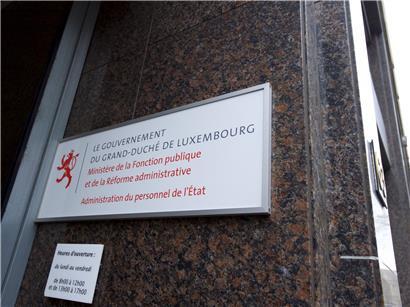 LE GOUVERNEMENT
DU GRAND-DUCHÉ DE LUXEMBOURG
Ministère de la Fonction publique
et de la Réforme administrative
Administration du personnel de l'État
Heures d'ouverture :
du lundi au vendredi
de 8h00 à 12h00
et de 13h00 à 17h00